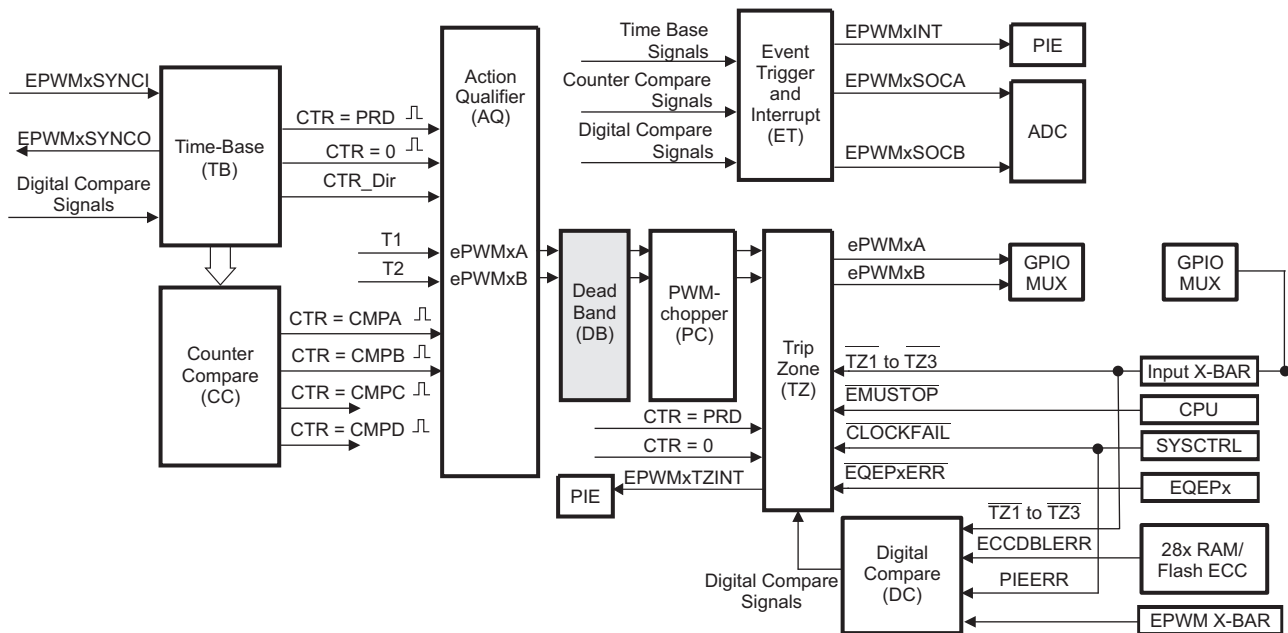 EPWMxSYNCI
EPWMxSYNCO
Digital Compare
Signals
Time-Base
(TB)
CTR = PRD
CTR = 0
CTR_Dir
T1
T2
Counter
Compare
(CC)
CTR = CMPA
CTR = CMPB
CTR = CMPC
CTR = CMPD
Action
Qualifier
(AQ)
ePWMxA
ePWMxB
Dead
Band
(DB)
PWM-
chopper
(PC)
Time Base
Signals
Counter Compare
Signals
Digital Compare
Signals
Event
Trigger
and
Interrupt
(ET)
EPWMxINT
EPWMxSOCA
EPWMxSOCB
PIE
ADC
Trip
Zone
(TZ)
ePWMxA
ePWMxB
GPIO
MUX
GPIO
MUX
TZ1 to TZ3
EMUSTOP
CLOCKFAIL
EQEPxERR
Input X-BAR
CPU
SYSCTRL
EQEPx
CTR = PRD
CTR = 0
EPWMxTZINT
PIE
Digital Compare
Signals
Digital
Compare
(DC)
TZ1 to TZ3
ECCDBLERR
PIEERR
28x RAM/
Flash ECC
EPWM X-BAR